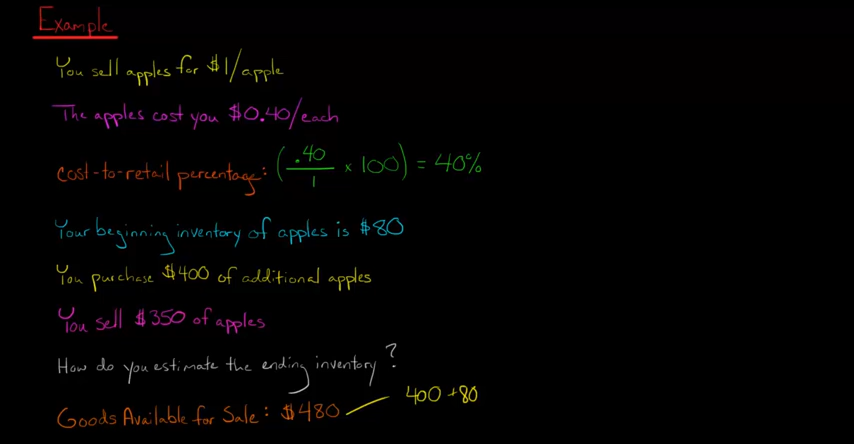 Example
You sell apples for $1/apple
The apples cost you $0.40/each
cost-to-retail percentage: (.40/1 × 100) = 40%
Your beginning inventory of apples is $80
You purchase $400 of additional apples
You sell $350 of apples
How do you estimate the ending inventory?
Goods Available for Sale: $480 400 + 80